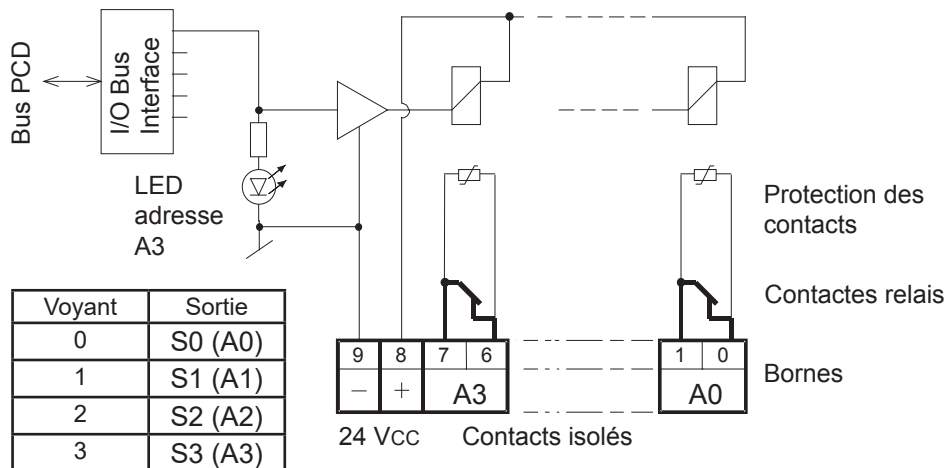 Bus PCD
I/O Bus
Interface
LED
adresse
A3
Protection des
contacts
Contactes relais
Bornes
9 8 7 6 1 0
– + A3 A0
24 VCC Contacts isolés
Voyant Sortie
0 S0 (A0)
1 S1 (A1)
2 S2 (A2)
3 S3 (A3)